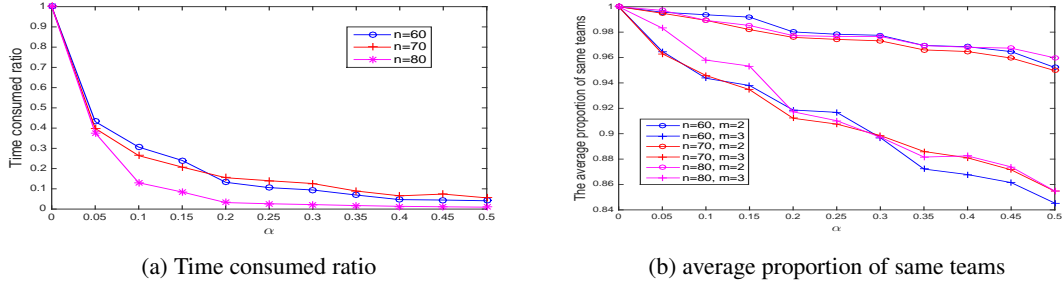 Time consumed ratio
1
0.9
0.8
0.7
0.6
0.5
0.4
0.3
0.2
0.1
0
0 0.05 0.1 0.15 0.2 0.25 0.3 0.35 0.4 0.45 0.5
α
n=60
n=70
n=80
(a) Time consumed ratio
The average proportion of same teams
1
0.98
0.96
0.94
0.92
0.9
0.88
0.86
0.84
0 0.05 0.1 0.15 0.2 0.25 0.3 0.35 0.4 0.45 0.5
α
n=60, m=2
n=60, m=3
n=70, m=2
n=70, m=3
n=80, m=2
n=80, m=3
(b) average proportion of same teams